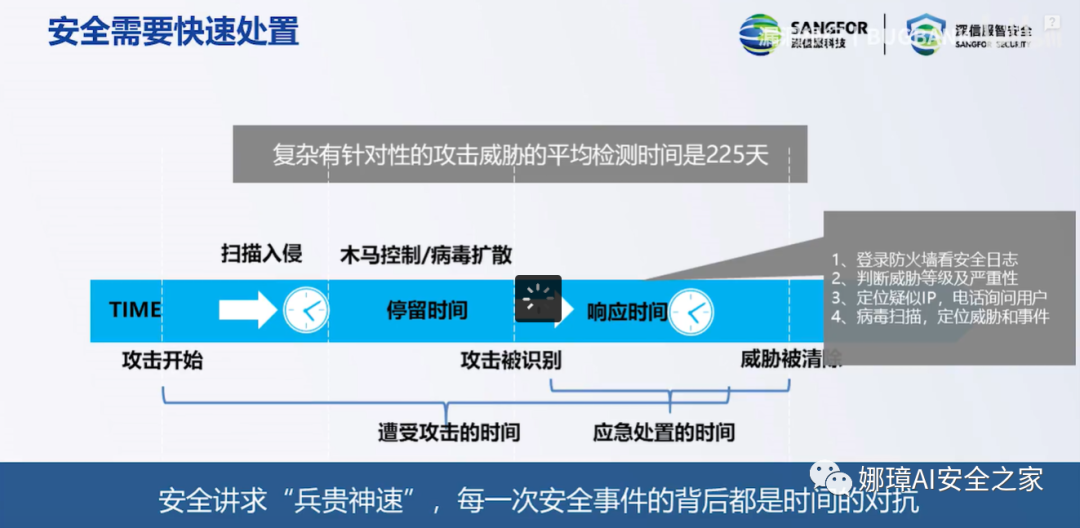 安全需要快速处置
SANGFOR
深信服科技
深信服智安全
SANGFOR SECURITY
复杂有针对性的攻击威胁的平均检测时间是225天
扫描入侵
木马控制/病毒扩散
1、登录防火墙看安全日志
2、判断威胁等级及严重性
3、定位疑似IP，电话询问用户
4、病毒扫描，定位威胁和事件
TIME
停留时间
响应时间
攻击开始
攻击被识别
威胁被清除
遭受攻击的时间
应急处置的时间
安全讲求“兵贵神速”，每一次安全事件的背后都是时间的对抗
娜璋AI安全之家